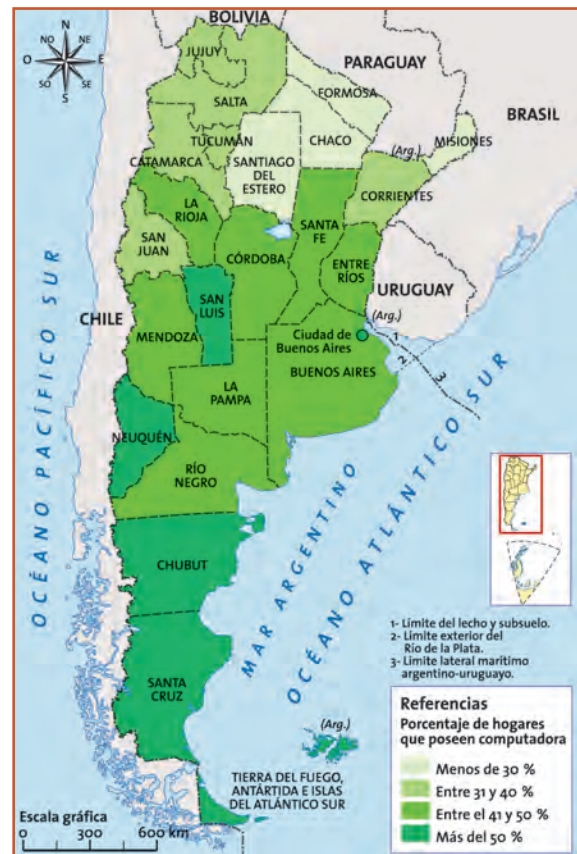 BOLIVIA
N
NO
NE
O
E
SO
SE
S
JUJUY
PARAGUAY
SALTA
FORMOSA
BRASIL
TUCUMÁN
CHACO
(Arg.)
MISIONES
CATAMARCA
SANTIAGO
DEL
ESTERO
CORRIENTES
LA
RIOJA
SANTA
FE
SAN
JUAN
CÓRDOBA
ENTRE
RÍOS
URUGUAY
SAN
LUIS
CHILE
(Arg.)
MENDOZA
Ciudad de
Buenos Aires
1
BUENOS AIRES
2
3
LA
PAMPA
NEUQUÉN
RÍO
NEGRO
OCÉANO PACÍFICO SUR
MAR ARGENTINO
OCÉANO ATLÁNTICO SUR
CHUBUT
SANTA
CRUZ
1- Límite del lecho y subsuelo.
2- Límite exterior del
Río de la Plata.
3- Límite lateral marítimo
argentino-uruguayo.
(Arg.)
TIERRA DEL FUEGO,
ANTÁRTIDA E ISLAS
DEL ATLÁNTICO SUR
Referencias
Porcentaje de hogares
que poseen computadora
Menos de 30 %
Entre 31 y 40 %
Entre el 41 y 50 %
Más del 50 %
Escala gráfica
0 300 600 km